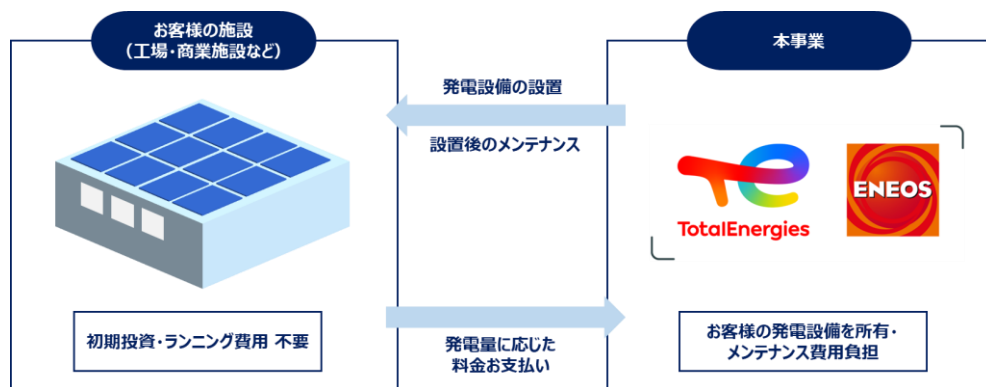 お客様の施設
（工場・商業施設など）
本事業
発電設備の設置
設置後のメンテナンス
TotalEnergies
ENEOS
初期投資・ランニング費用 不要
発電量に応じた
料金お支払い
お客様の発電設備を所有・
メンテナンス費用負担